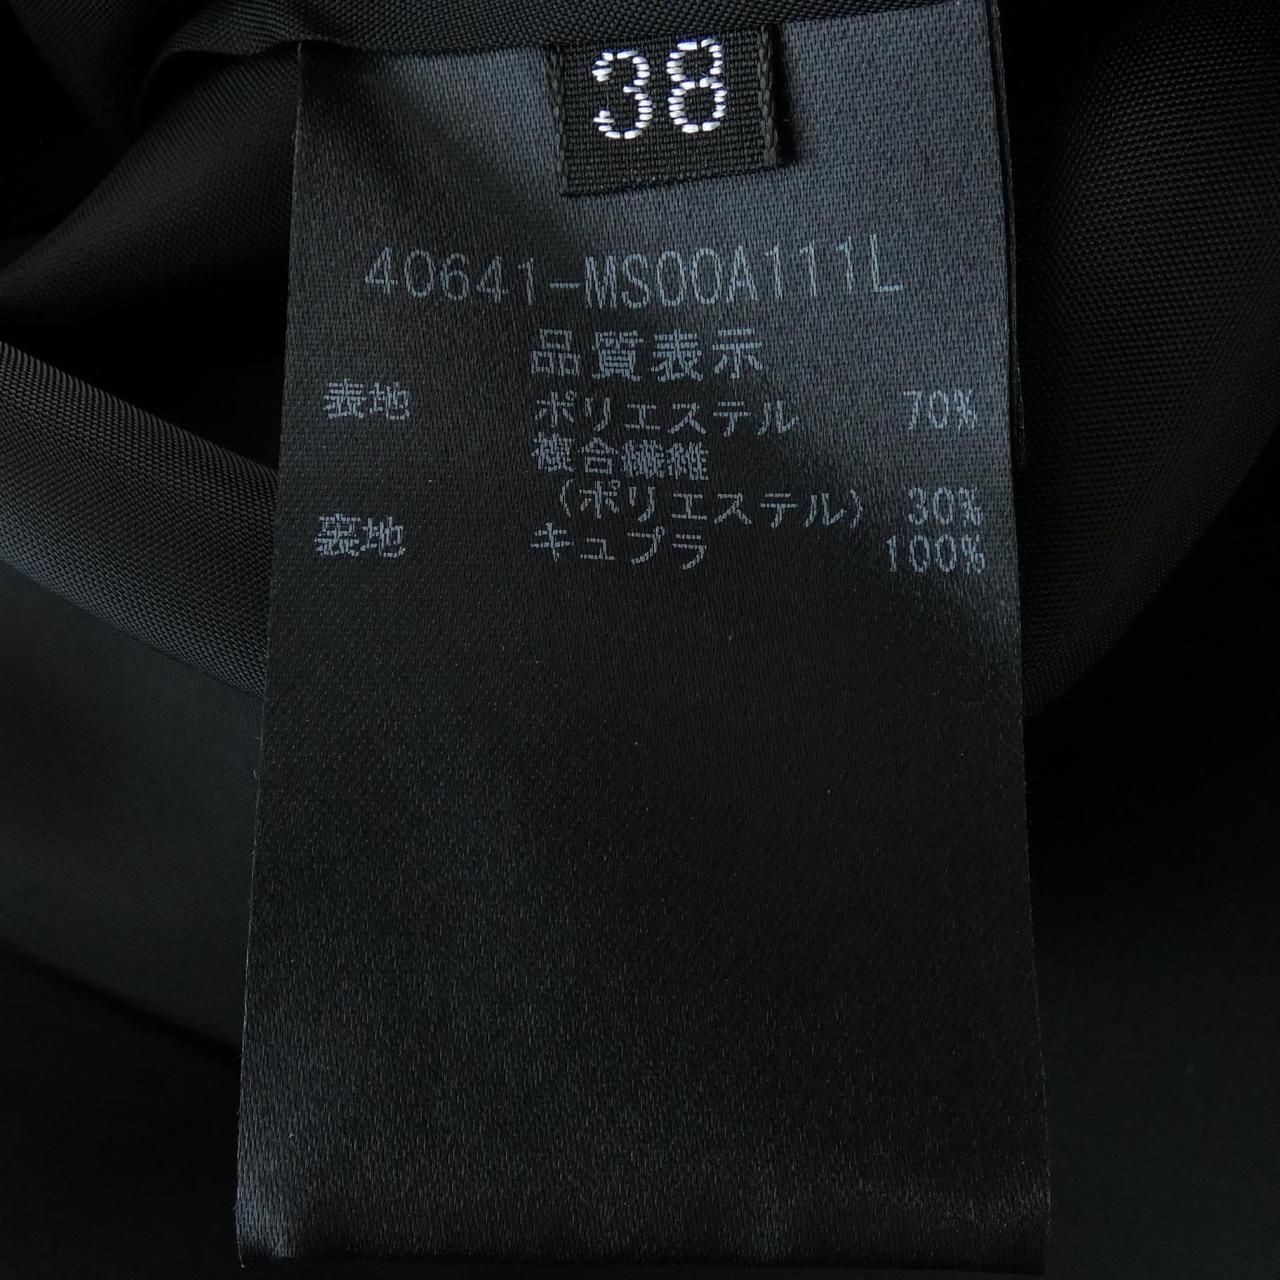 38
40641-MS00A111L
品質表示
表地 ポリエステル 70%
複合繊維
(ポリエステル) 30%
裏地 キュプラ 100%